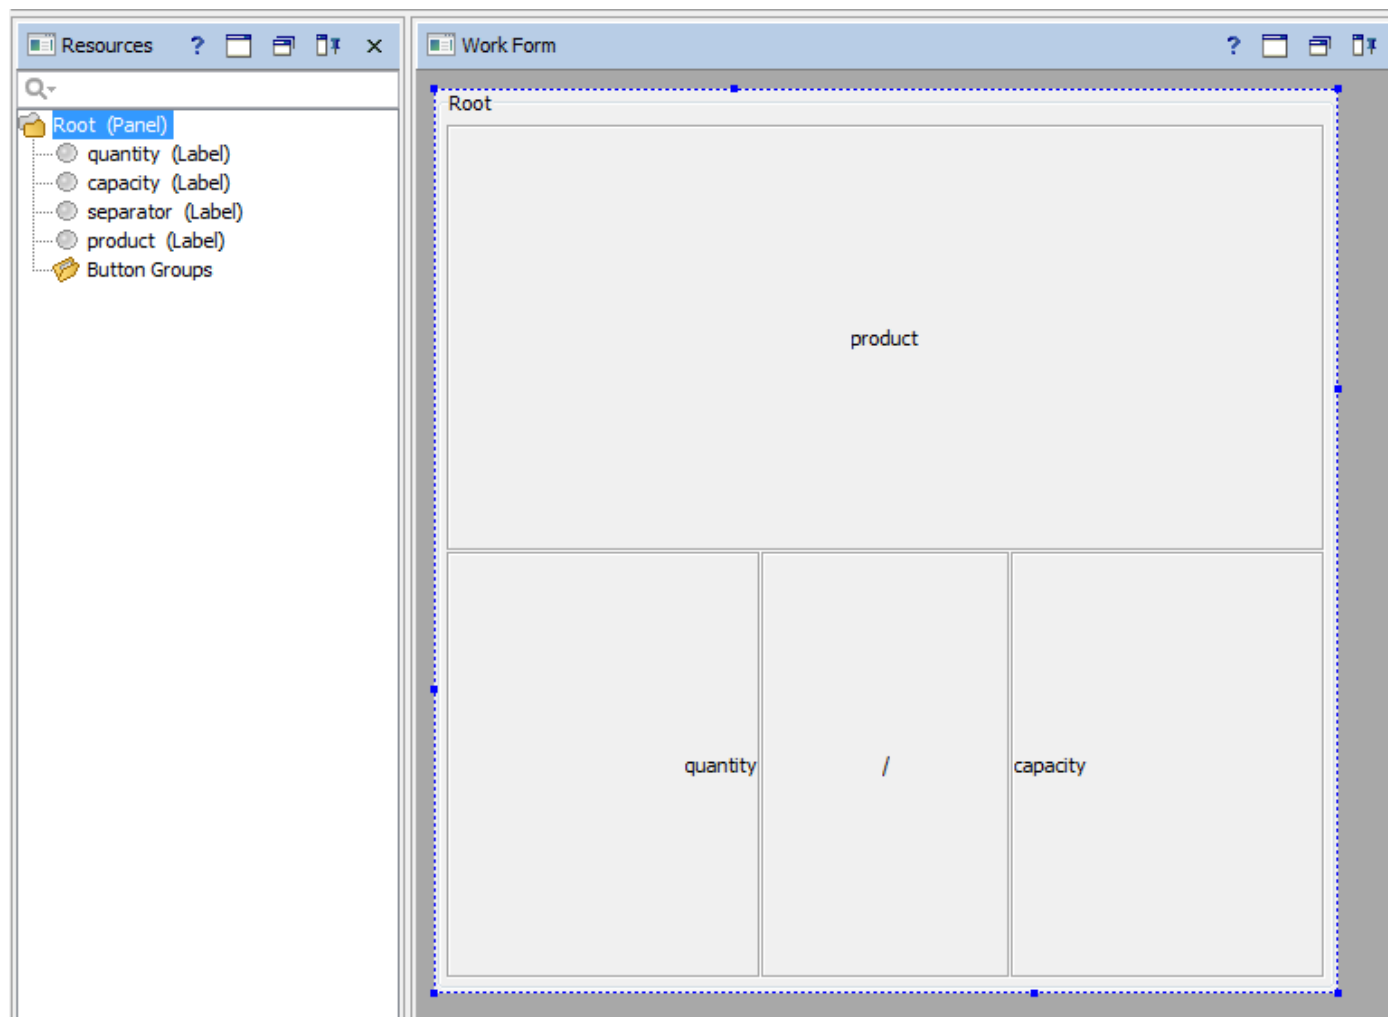 Resources ?
Root (Panel)
quantity (Label)
capacity (Label)
separator (Label)
product (Label)
Button Groups
Work Form ?
Root
product
quantity / capacity